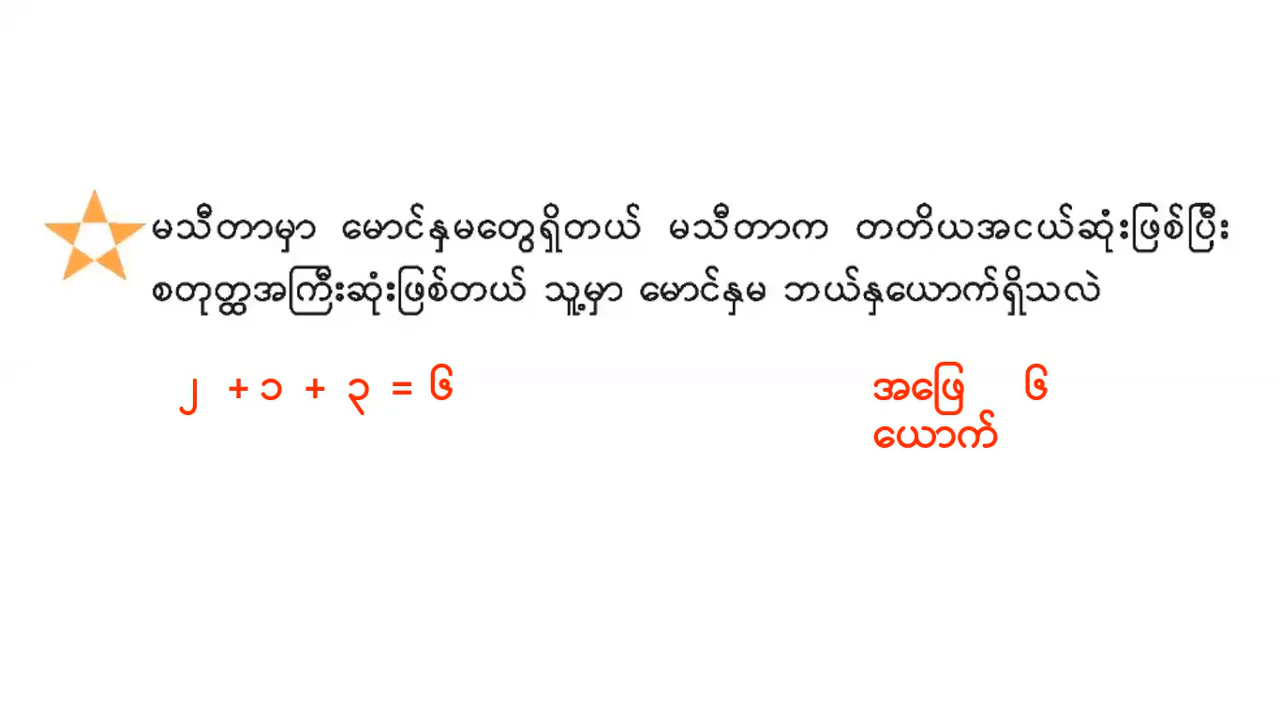 မသီတာမှာ မောင်နှမတွေရှိတယ် မသီတာက တတိယအငယ်ဆုံးဖြစ်ပြီး
စတုတ္ထအကြီးဆုံးဖြစ်တယ် သူ့မှာ မောင်နှမ ဘယ်နှယောက်ရှိသလဲ
၂ + ၁ + ၃ = ၆
အဖြေ ၆
ယောက်